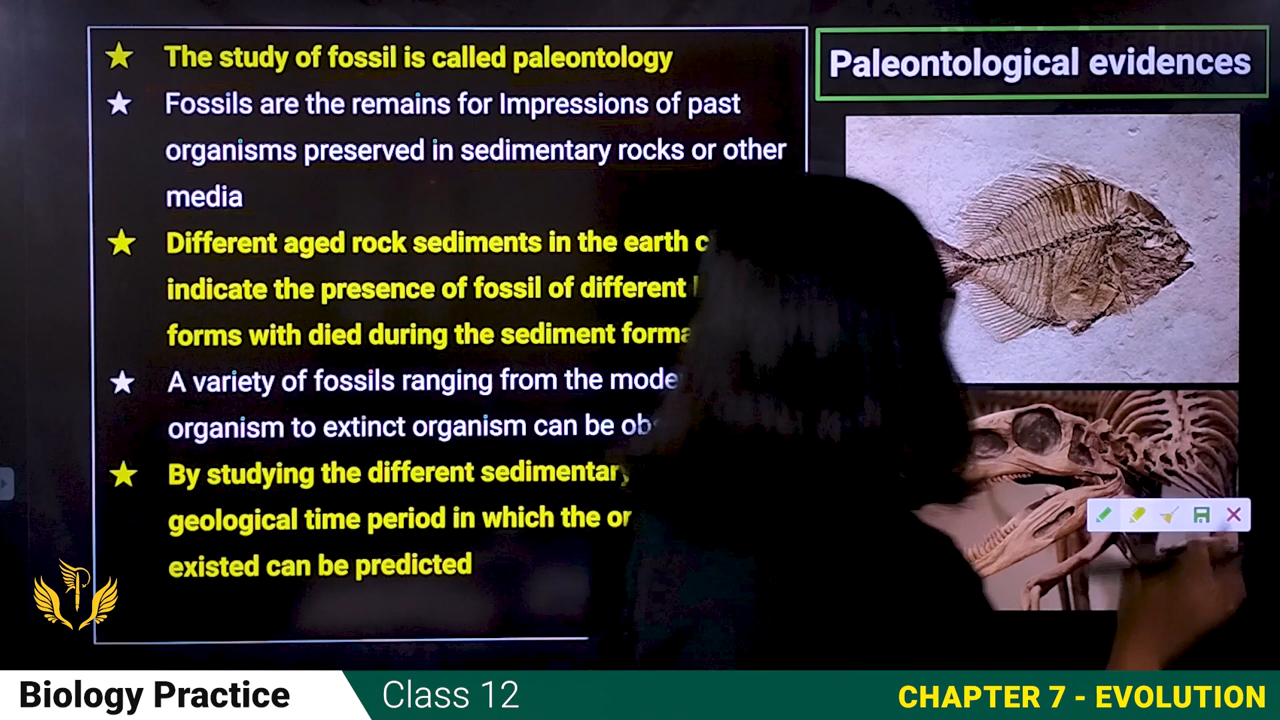 The study of fossil is called paleontology
Fossils are the remains for Impressions of past
organisms preserved in sedimentary rocks or other
media
Different aged rock sediments in the earth
indicate the presence of fossil of different
forms with died during the sediment
A variety of fossils ranging from the
organism to extinct organism can be
By studying the different
geological time period in which the
existed can be predicted
Paleontological evidences
Biology Practice
Class 12
CHAPTER 7 - EVOLUTION